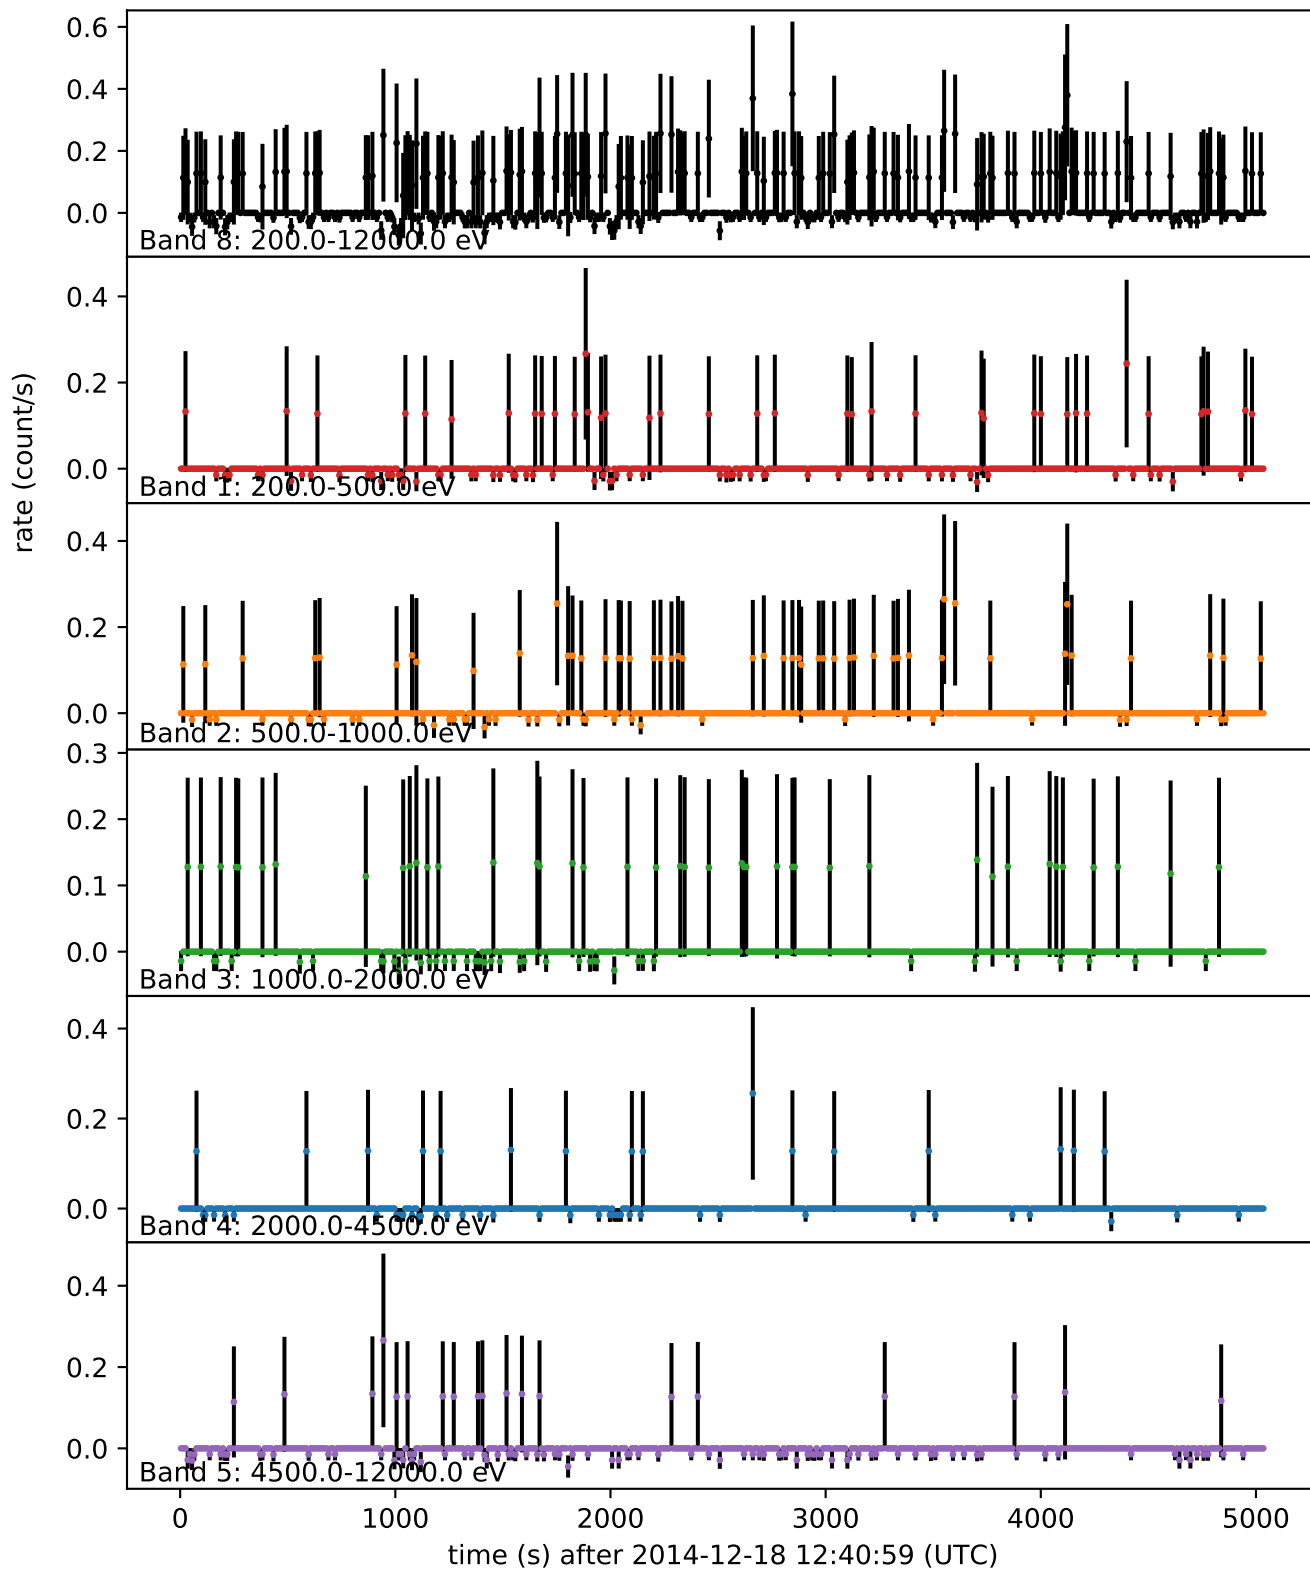 rate (count/s)
0.6
0.4
0.2
0.0
Band 8: 200.0-12000.0 eV
0.4
0.2
0.0
Band 1: 200.0-500.0 eV
0.4
0.2
0.0
Band 2: 500.0-1000.0 eV
0.3
0.2
0.1
0.0
Band 3: 1000.0-2000.0 eV
0.4
0.2
0.0
Band 4: 2000.0-4500.0 eV
0.4
0.2
0.0
Band 5: 4500.0-12000.0 eV
0 1000 2000 3000 4000 5000
time (s) after 2014-12-18 12:40:59 (UTC)